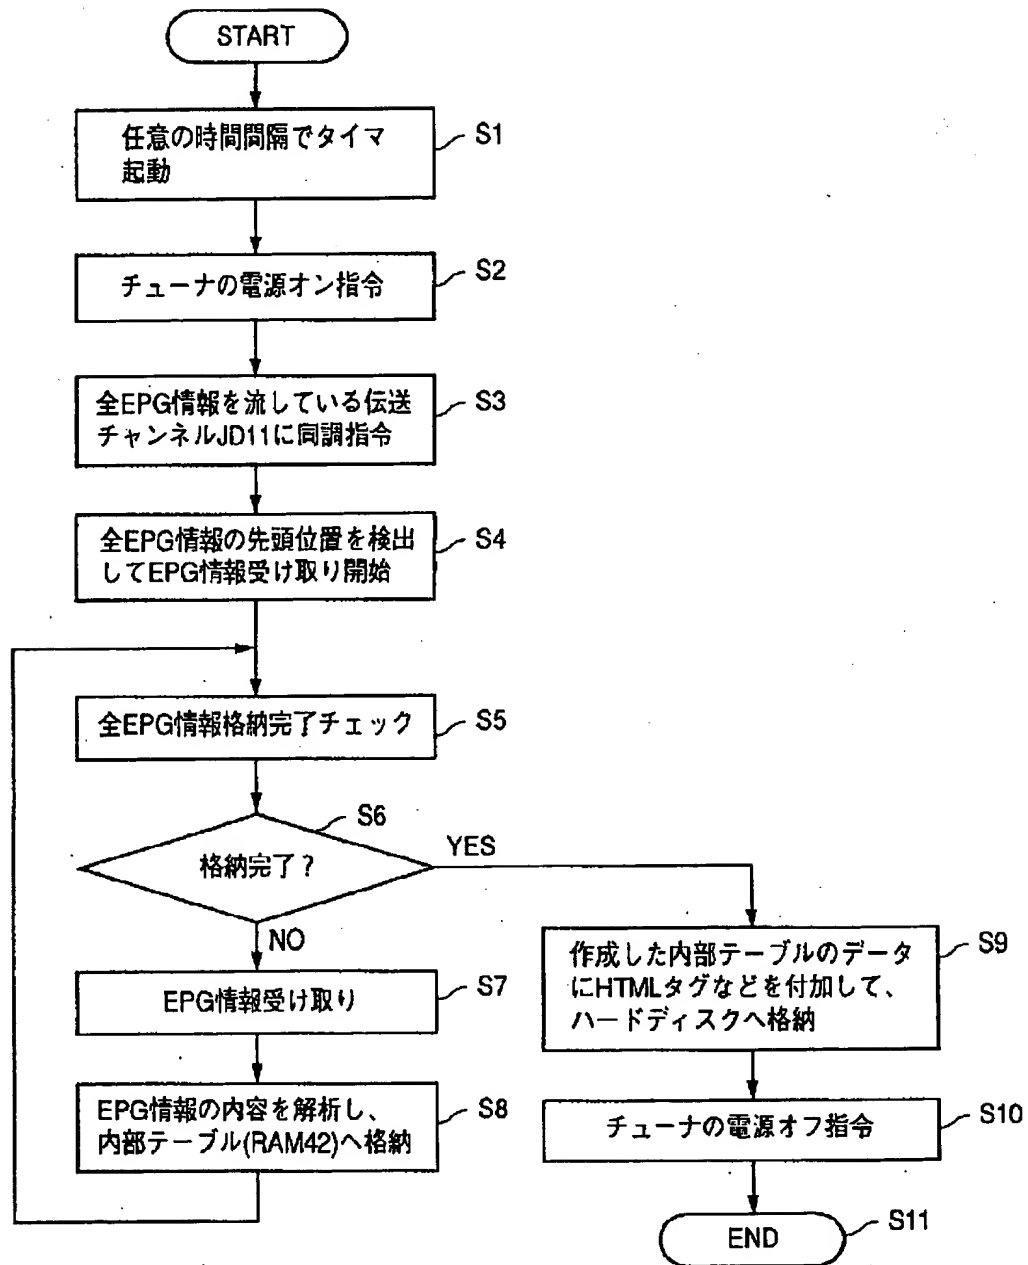 START
任意の時間間隔でタイマ
起動
S1
チューナの電源オン指令
S2
全EPG情報を流している伝送
チャンネルJD11に同調指令
S3
全EPG情報の先頭位置を検出
してEPG情報受け取り開始
S4
全EPG情報格納完了チェック
S5
格納完了？
S6
YES
NO
EPG情報受け取り
S7
EPG情報の内容を解析し、
内部テーブル(RAM42)へ格納
S8
作成した内部テーブルのデータ
にHTMLタグなどを付加して、
ハードディスクへ格納
S9
チューナの電源オフ指令
S10
END
S11